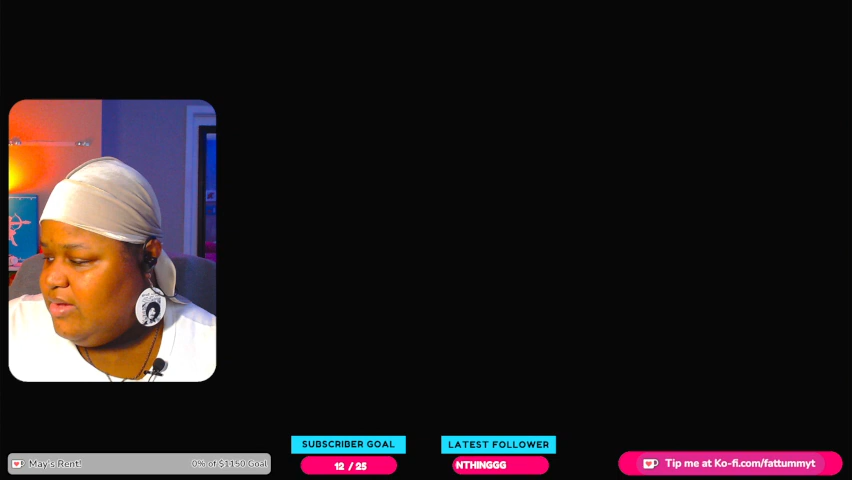 SUBSCRIBER GOAL
LATEST FOLLOWER
May's Rent!
0% of $1150 Goal
12 / 25
NTHINGGG
Tip me at Ko-fi.com/fattummyt